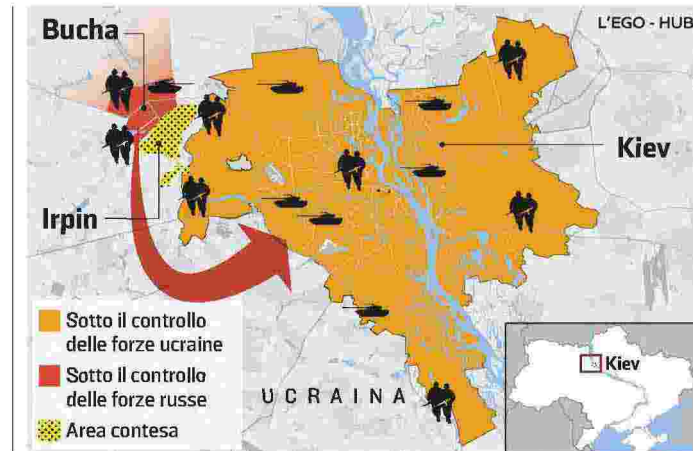 L'EGO - HUB
Bucha
Kiev
Irpin
Sotto il controllo
delle forze ucraine
Sotto il controllo
delle forze russe
Area contesa
UCRAINA
Kiev